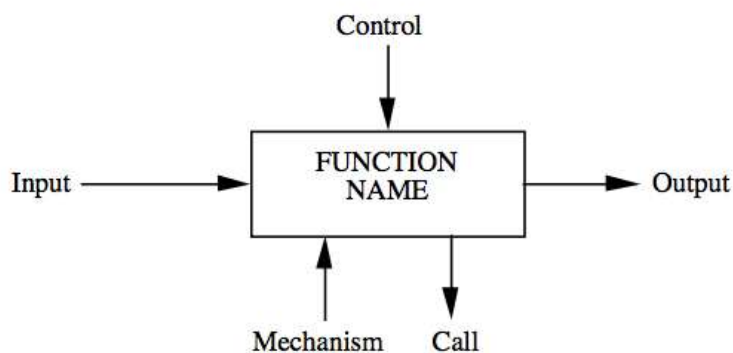 Control
FUNCTION
NAME
Input
Output
Mechanism
Call